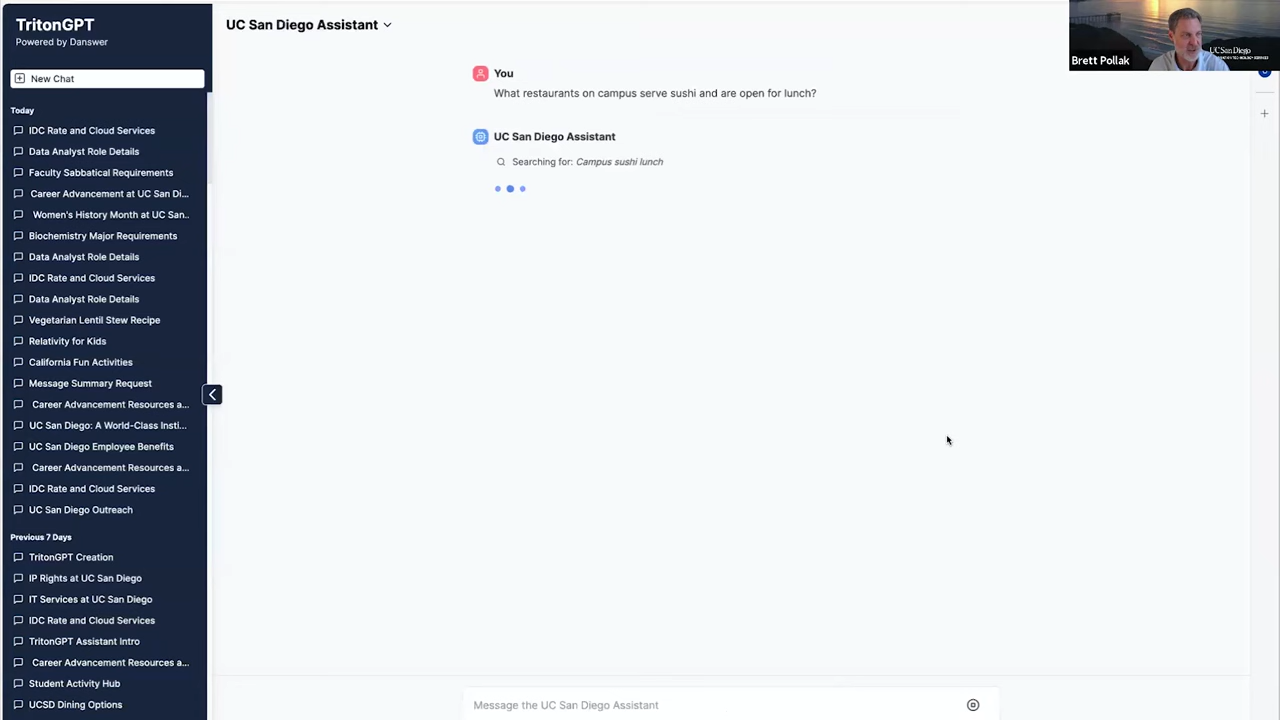 TritonGPT
Powered by Danswer
New Chat
Today
IDC Rate and Cloud Services
Data Analyst Role Details
Faculty Sabbatical Requirements
Career Advancement at UC San Di...
Women's History Month at UC San..
Biochemistry Major Requirements
Data Analyst Role Details
IDC Rate and Cloud Services
Data Analyst Role Details
Vegetarian Lentil Stew Recipe
Relativity for Kids
California Fun Activities
Message Summary Request
Career Advancement Resources a...
UC San Diego: A World-Class Insti...
UC San Diego Employee Benefits
Career Advancement Resources a...
IDC Rate and Cloud Services
UC San Diego Outreach
Previous 7 Days
TritonGPT Creation
IP Rights at UC San Diego
IT Services at UC San Diego
IDC Rate and Cloud Services
TritonGPT Assistant Intro
Career Advancement Resources a...
Student Activity Hub
UCSD Dining Options
UC San Diego Assistant
You
What restaurants on campus serve sushi and are open for lunch?
UC San Diego Assistant
Searching for: Campus sushi lunch
Message the UC San Diego Assistant
Brett Pollak
UC San Diego